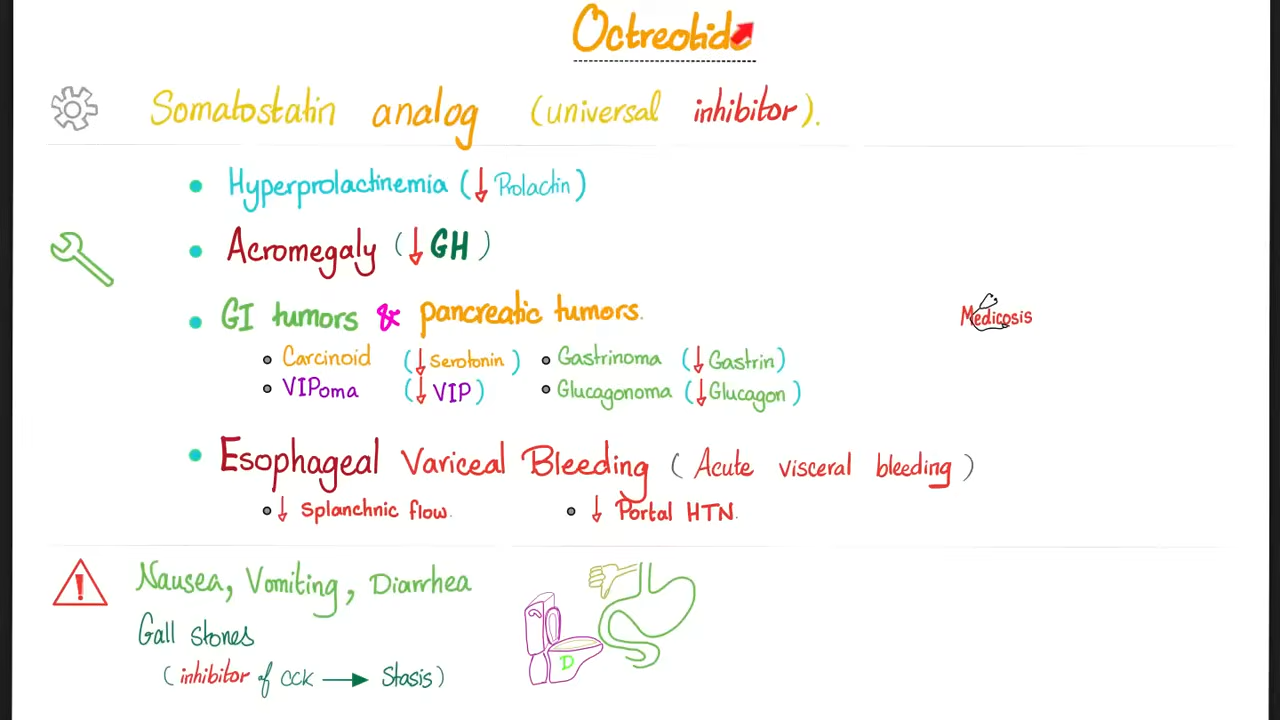 Octreotide
Somatostatin analog (universal inhibitor).
Hyperprolactinemia (↓ Prolactin)
Acromegaly (↓ GH)
GI tumors & pancreatic tumors.
Medicosis
Carcinoid (↓ Serotonin) Gastrinoma (↓ Gastrin)
VIPoma (↓ VIP) Glucagonoma (↓ Glucagon)
Esophageal Variceal Bleeding (Acute visceral bleeding)
↓ Splanchnic flow. ↓ Portal HTN.
Nausea, Vomiting, Diarrhea
Gall stones
(inhibitor of CCK → Stasis)
D